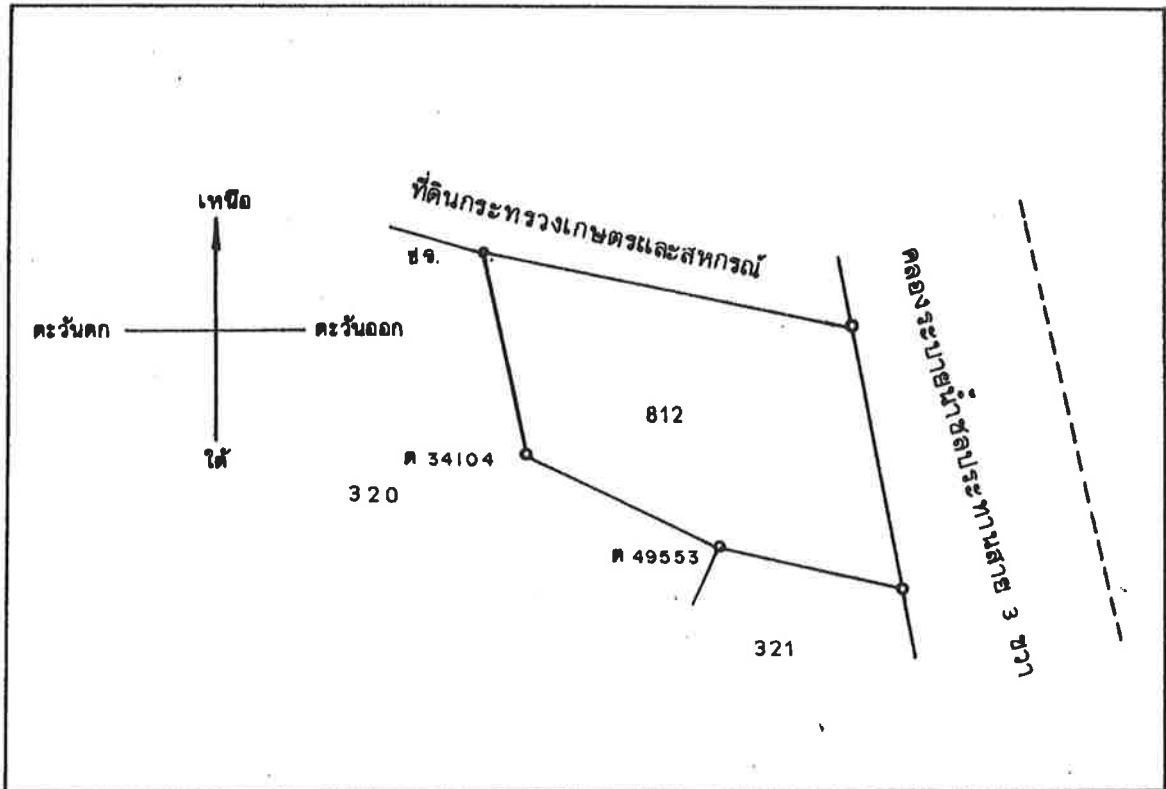 เหนือ
ที่ดินกระทรวงเกษตรและสหกรณ์
ตะวันตก
ตะวันออก
ใต้
812
ต 34104
320
ต 49553
321
คลองระบายน้ำชลประทานสาย 3 ขวา